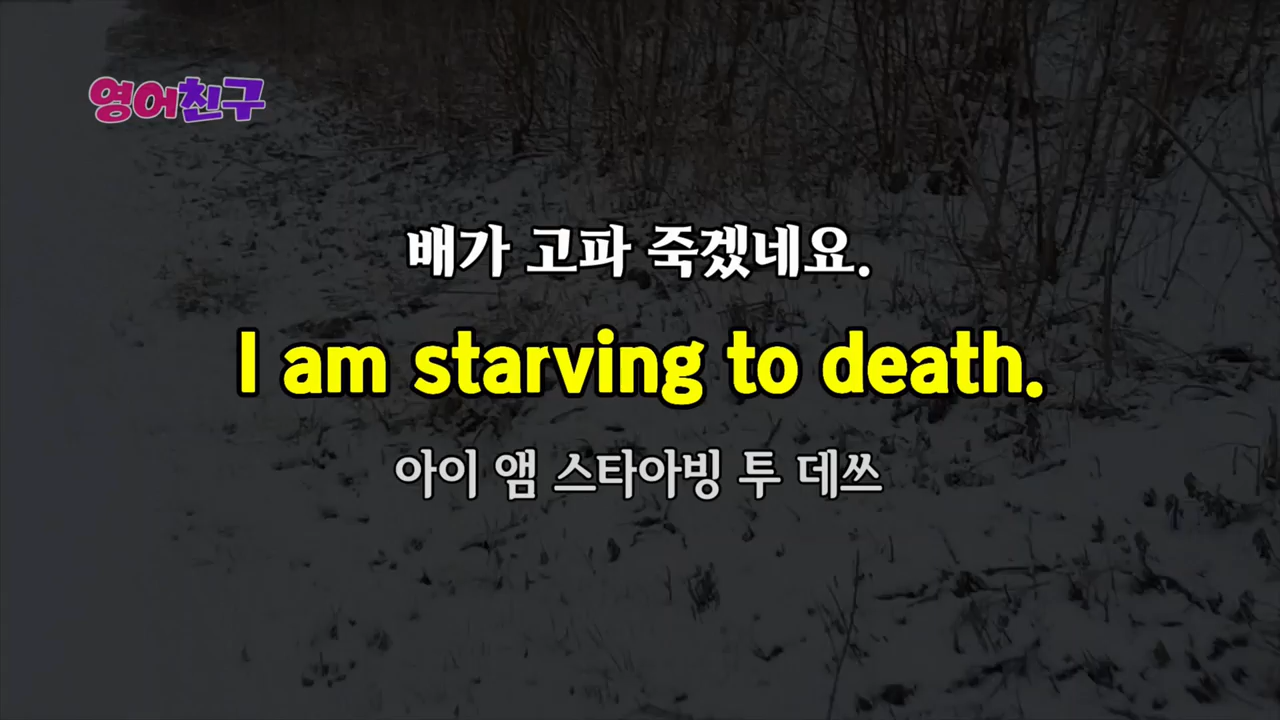 영어친구
배가 고파 죽겠네요.
I am starving to death.
아이 앰 스타아빙 투 데쓰